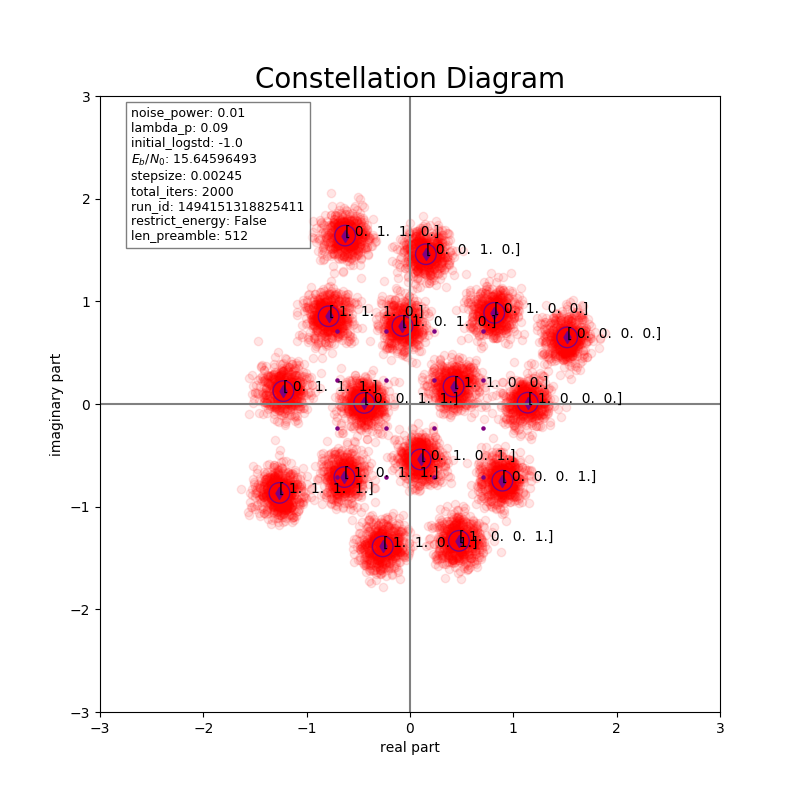 Constellation Diagram
noise_power: 0.01
lambda_p: 0.09
initial_logstd: -1.0
E_b/N_0: 15.64596493
stepsize: 0.00245
total_iters: 2000
run_id: 1494151318825411
restrict_energy: False
len_preamble: 512
[ 0. 1. 1. 0.]
[ 0. 0. 1. 0.]
[ 1. 1. 1. 0.]
[ 0. 1. 0. 0.]
[ 1. 0. 1. 0.]
[ 0. 0. 0. 0.]
[ 0. 1. 1. 1.]
[ 1. 1. 0. 0.]
[ 0. 0. 1. 1.]
[ 1. 0. 0. 0.]
[ 0. 1. 0. 1.]
[ 1. 0. 1. 1.]
[ 0. 0. 0. 1.]
[ 1. 1. 1. 1.]
[ 1. 1. 0. 1.]
[ 1. 0. 0. 1.]
3
2
1
0
−1
−2
−3
imaginary part
−3 −2 −1 0 1 2 3
real part